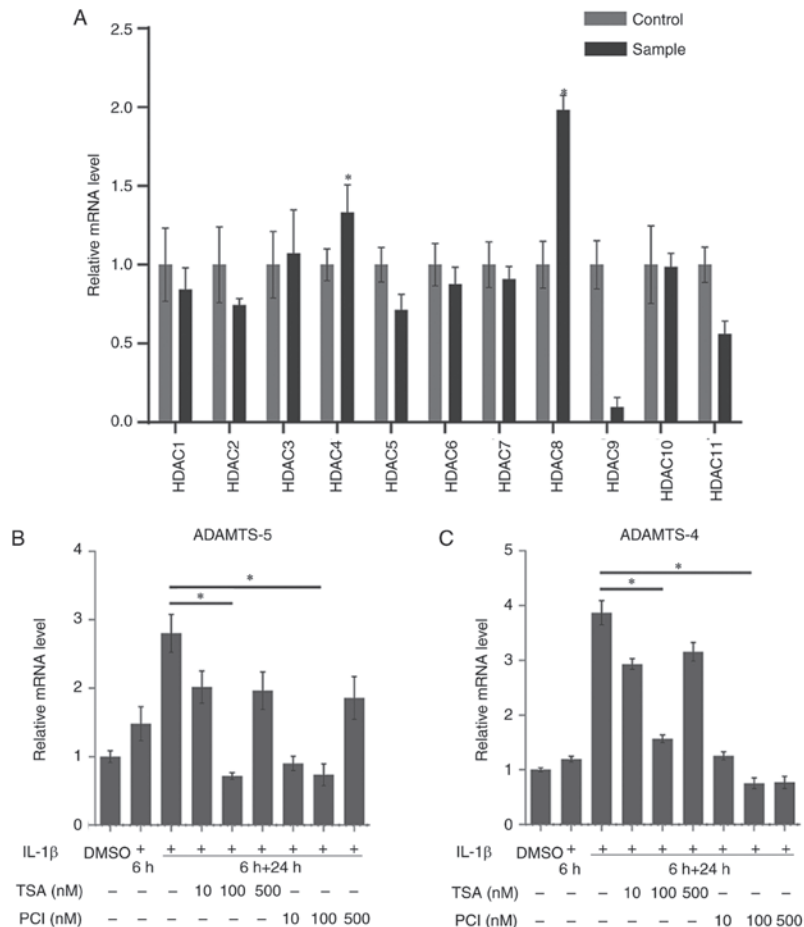 A
Control
Sample
Relative mRNA level
2.5
2.0
1.5
1.0
0.5
0.0
*
*
HDAC1
HDAC2
HDAC3
HDAC4
HDAC5
HDAC6
HDAC7
HDAC8
HDAC9
HDAC10
HDAC11
B
ADAMTS-5
Relative mRNA level
4
3
2
1
0
*
*
IL-1β DMSO + + + + + + + +
6 h 6 h+24 h
TSA (nM) – – – 10 100 500 – – –
PCI (nM) – – – – – – 10 100 500
C
ADAMTS-4
Relative mRNA level
5
4
3
2
1
0
*
*
DMSO + + + + + + + +
6 h 6 h+24 h
TSA (nM) – – – 10 100 500 – – –
PCI (nM) – – – – – – 10 100 500